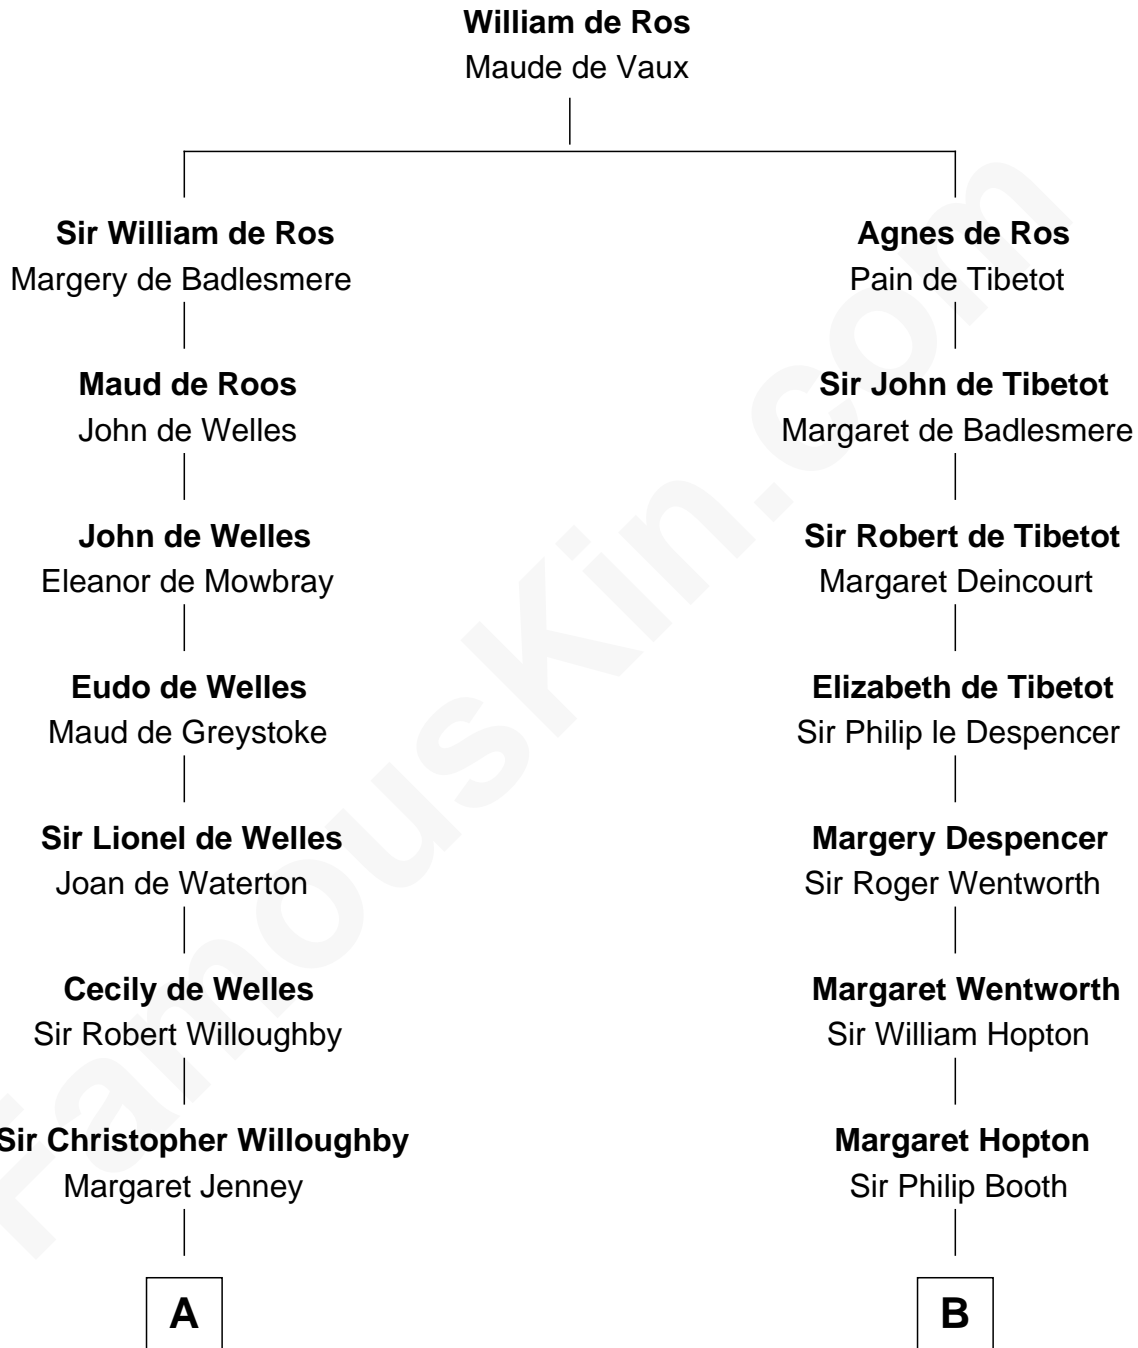 William de Ros
Maude de Vaux
Sir William de Ros
Margery de Badlesmere
Agnes de Ros
Pain de Tibetot
Maud de Roos
John de Welles
Sir John de Tibetot
Margaret de Badlesmere
John de Welles
Eleanor de Mowbray
Sir Robert de Tibetot
Margaret Deincourt
Eudo de Welles
Maud de Greystoke
Elizabeth de Tibetot
Sir Philip le Despencer
Sir Lionel de Welles
Joan de Waterton
Margery Despencer
Sir Roger Wentworth
Cecily de Welles
Sir Robert Willoughby
Margaret Wentworth
Sir William Hopton
Sir Christopher Willoughby
Margaret Jenney
Margaret Hopton
Sir Philip Booth
A
B
FamousKin.com